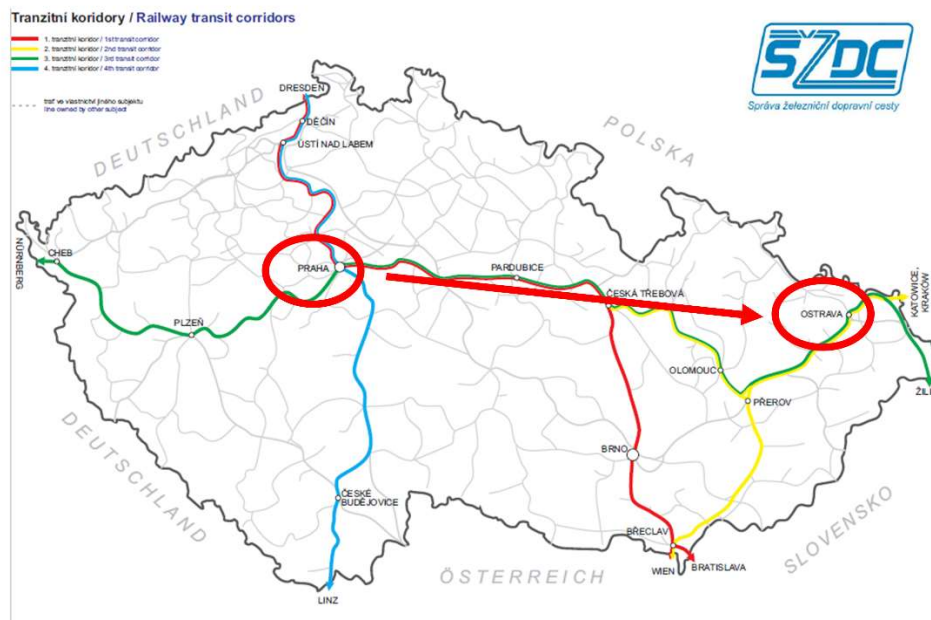 Tranzitní koridory / Railway transit corridors
1. tranzitní koridor / 1st transit corridor
2. tranzitní koridor / 2nd transit corridor
3. tranzitní koridor / 3rd transit corridor
4. tranzitní koridor / 4th transit corridor
trať ve vlastnictví jiného subjektu
line owned by other subject
SŽDC
Správa železniční dopravní cesty
DEUTSCHLAND
POLSKA
DRESDEN
DĚČÍN
ÚSTÍ NAD LABEM
NÜRNBERG
CHEB
PRAHA
PARDUBICE
ČESKÁ TŘEBOVÁ
OSTRAVA
KATOWICE,
KRAKÓW
PLZEŇ
OLOMOUC
ŽIL
PŘEROV
DEUTSCHLAND
BRNO
ČESKÉ
BUDĚJOVICE
BŘECLAV
SLOVENSKO
WIEN
BRATISLAVA
ÖSTERREICH
LINZ